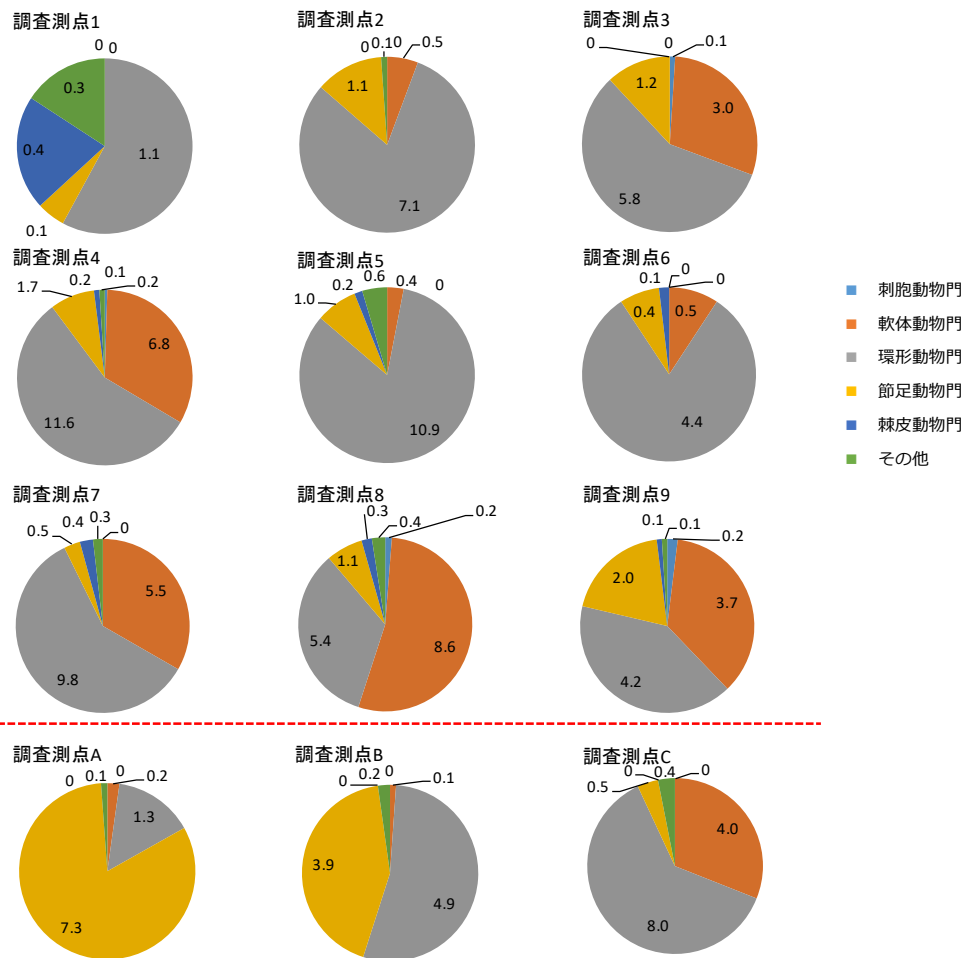 調査測点1
0 0
0.3
0.4
1.1
0.1
調査測点2
0 0.10 0.5
1.1
7.1
調査測点3
0 0 0.1
1.2
3.0
5.8
調査測点4
1.7 0.2 0.1 0.2
6.8
11.6
調査測点5
1.0 0.2 0.6 0.4 0
10.9
調査測点6
0.1 0 0
0.4 0.5
4.4
刺胞動物門
軟体動物門
環形動物門
節足動物門
棘皮動物門
その他
調査測点7
0.5 0.4 0.3 0
5.5
9.8
調査測点8
0.3 0.4 0.2
1.1
5.4
8.6
調査測点9
0.1 0.1 0.2
2.0
3.7
4.2
調査測点A
0 0.1 0 0.2
1.3
7.3
調査測点B
0 0.2 0 0.1
3.9
4.9
調査測点C
0.5 0 0.4 0
4.0
8.0